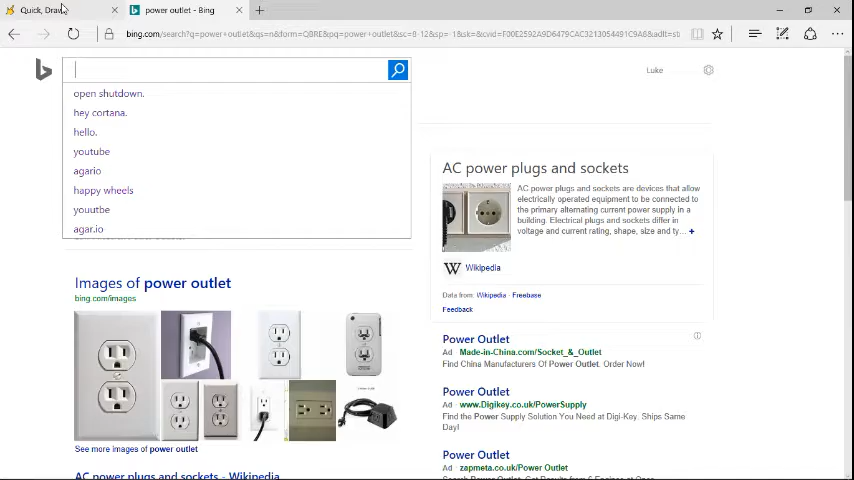 Quick, Draw
power outlet - Bing
bing.com/search?q=power+outlet&qs=n&form=QBRE&pq=power+outlet&sc=8-12&sp=-1&sk=&cvid=F00E2592A9D6479CAC3213054491C9A8&adlt=sti
Luke
open shutdown.
hey cortana.
hello.
youtube
agario
happy wheels
youutbe
agar.io
AC power plugs and sockets
AC power plugs and sockets are devices that allow
electrically operated equipment to be connected to
the primary alternating current power supply in a
building. Electrical plugs and sockets differ in
voltage and current rating, shape, size and ty... +
W Wikipedia
Data from: Wikipedia · Freebase
Feedback
Images of power outlet
bing.com/images
See more images of power outlet
AC power plugs and sockets - Wikipedia
Power Outlet
Ad · Made-in-China.com/Socket_&_Outlet
Find China Manufacturers Of Power Outlet. Order Now!
Power Outlet
Ad · www.Digikey.co.uk/PowerSupply
Find the Power Supply Solution You Need at Digi-Key. Ships Same
Day!
Power Outlet
Ad · zapmeta.co.uk/Power Outlet